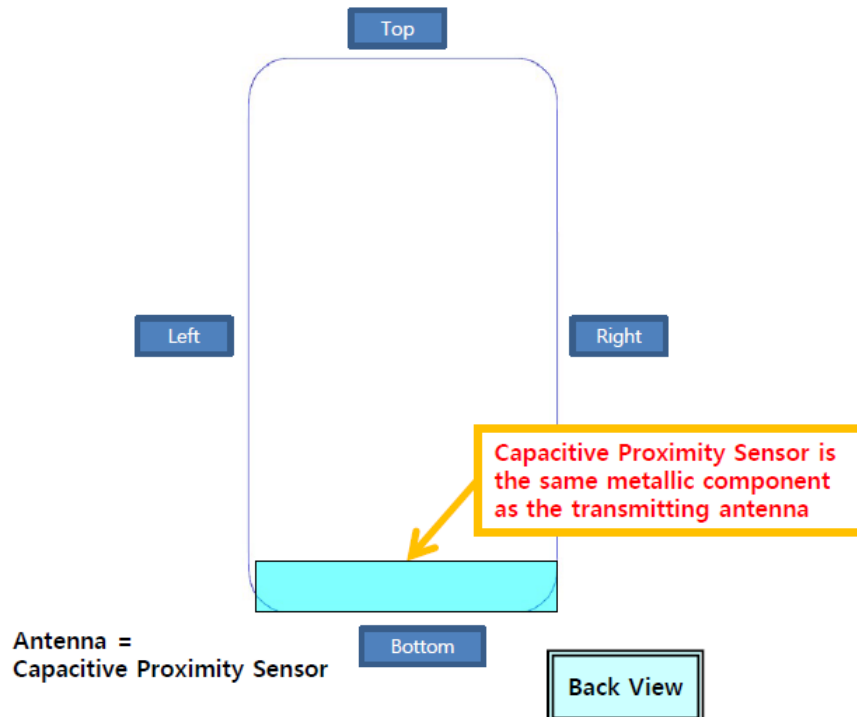 Top
Left
Right
Capacitive Proximity Sensor is
the same metallic component
as the transmitting antenna
Antenna =
Capacitive Proximity Sensor
Bottom
Back View